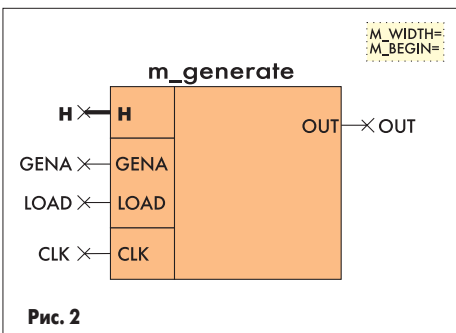 M_WIDTH=
M_BEGIN=
m_generate
H H
OUT OUT
GENA GENA
LOAD LOAD
CLK CLK
Рис. 2